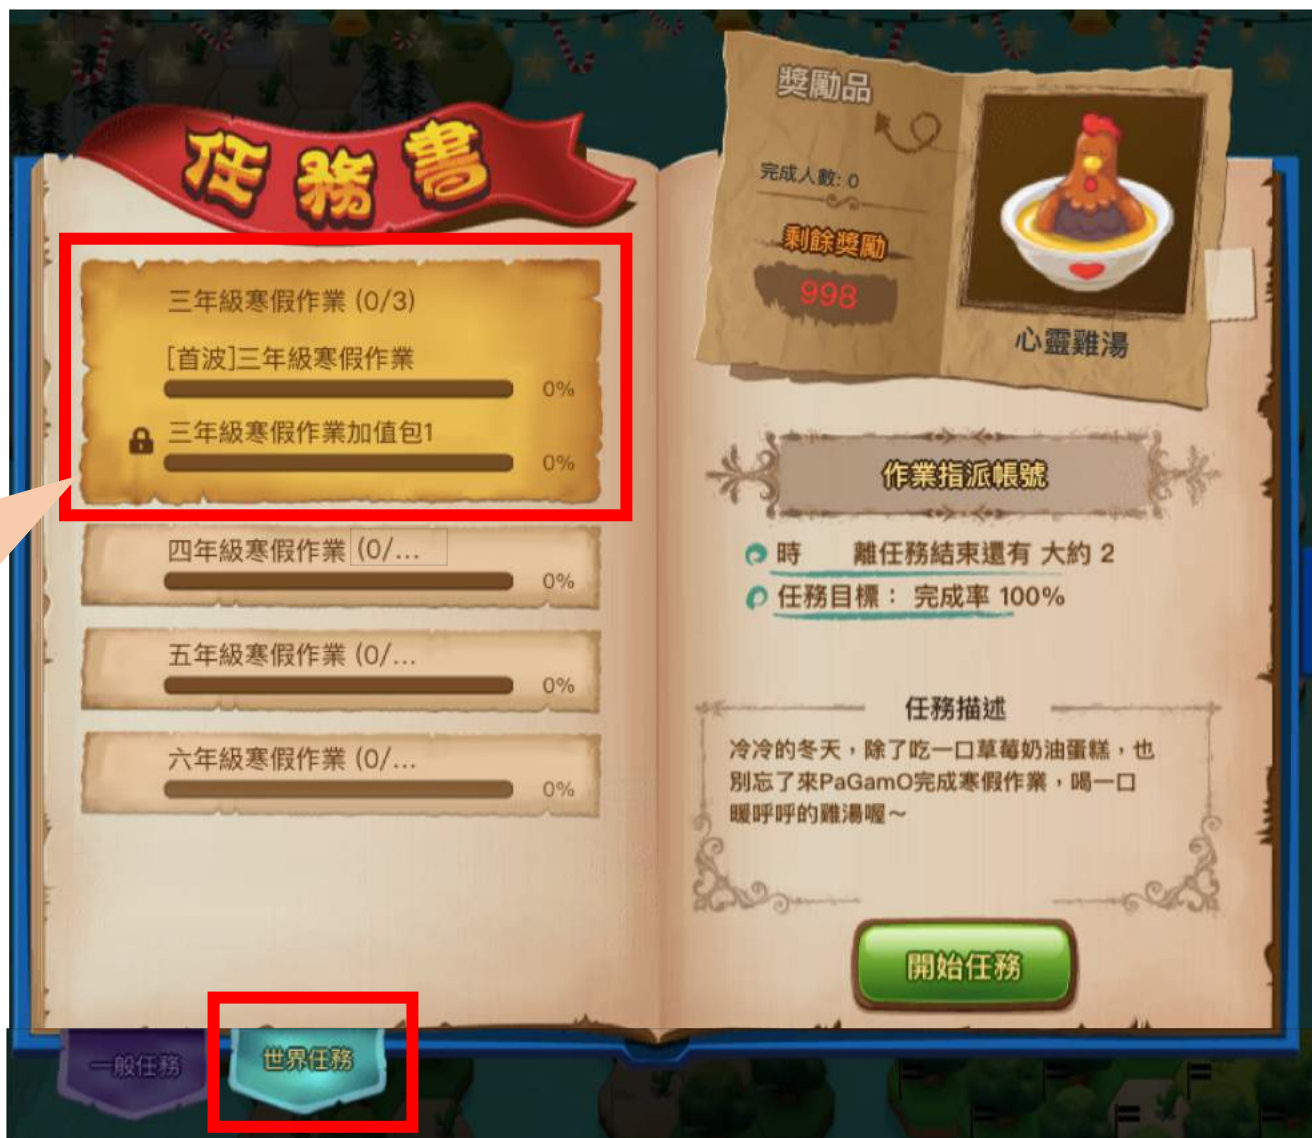 任務書
三年級寒假作業 (0/3)
[首波]三年級寒假作業
0%
三年級寒假作業加值包1
0%
四年級寒假作業 (0/...
0%
五年級寒假作業 (0/...
0%
六年級寒假作業 (0/...
0%
一般任務
世界任務
獎勵品
完成人數: 0
剩餘獎勵
998
心靈雞湯
作業指派帳號
時 離任務結束還有 大約 2
任務目標： 完成率 100%
任務描述
冷冷的冬天，除了吃一口草莓奶油蛋糕，也
別忘了來PaGamO完成寒假作業，喝一口
暖呼呼的雞湯喔～
開始任務